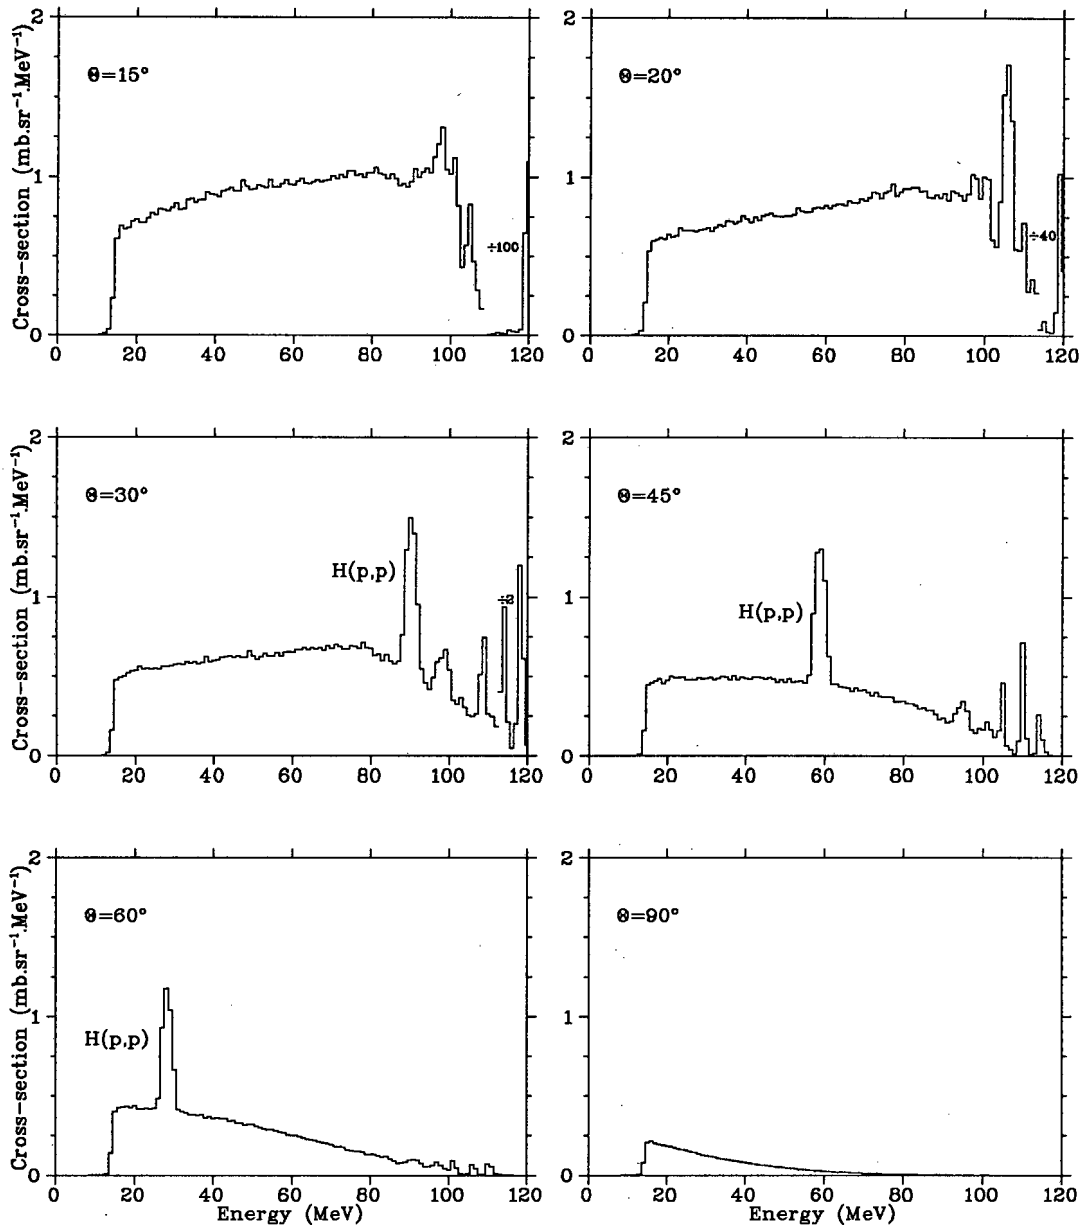 2
Cross-section (mb.sr⁻¹.MeV⁻¹)
Θ=15°
1
÷100
0
0 20 40 60 80 100 120
2
Θ=20°
1
÷40
0
0 20 40 60 80 100 120
2
Cross-section (mb.sr⁻¹.MeV⁻¹)
Θ=30°
H(p,p)
1
÷2
0
0 20 40 60 80 100 120
2
Θ=45°
1
H(p,p)
0
0 20 40 60 80 100 120
2
Cross-section (mb.sr⁻¹.MeV⁻¹)
Θ=60°
1
H(p,p)
0
0 20 40 60 80 100 120
Energy (MeV)
2
Θ=90°
1
0
0 20 40 60 80 100 120
Energy (MeV)